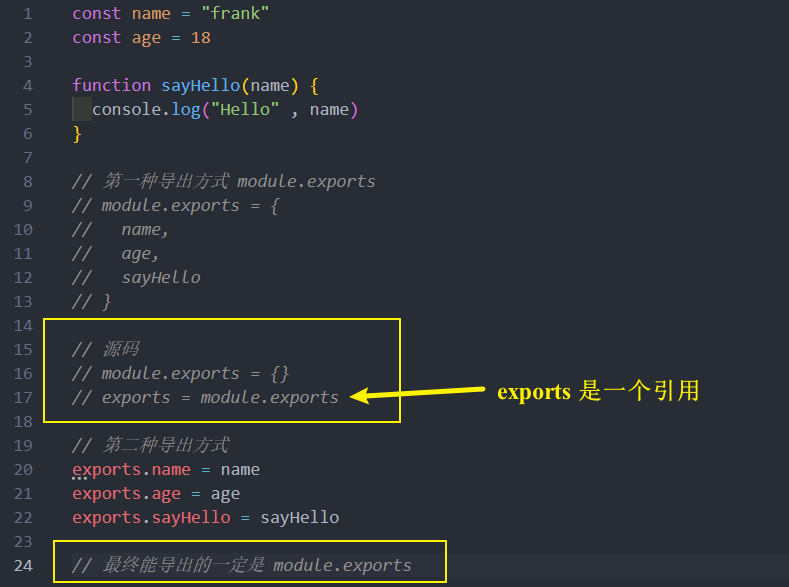 1 const name = "frank"
2 const age = 18
3
4 function sayHello(name) {
5 console.log("Hello" , name)
6 }
7
8 // 第一种导出方式 module.exports
9 // module.exports = {
10 //   name,
11 //   age,
12 //   sayHello
13 // }
14
15 // 源码
16 // module.exports = {}
17 // exports = module.exports
exports 是一个引用
18
19 // 第二种导出方式
20 exports.name = name
21 exports.age = age
22 exports.sayHello = sayHello
23
24 // 最终能导出的一定是 module.exports